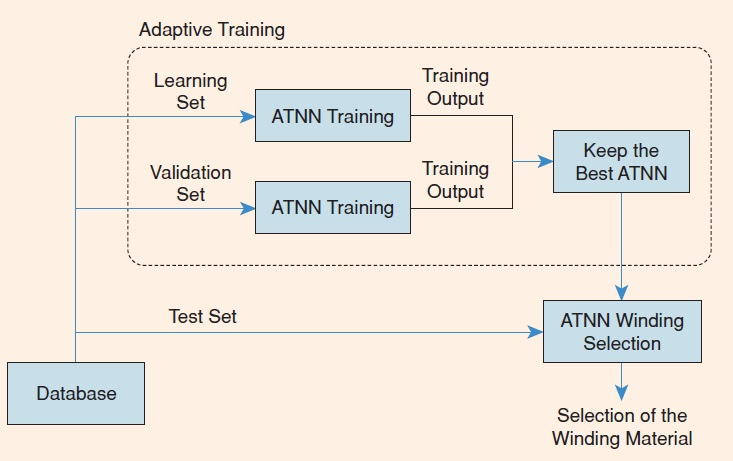 Adaptive Training
Learning
Set
ATNN Training
Training
Output
Validation
Set
ATNN Training
Training
Output
Keep the
Best ATNN
Test Set
ATNN Winding
Selection
Database
Selection of the
Winding Material